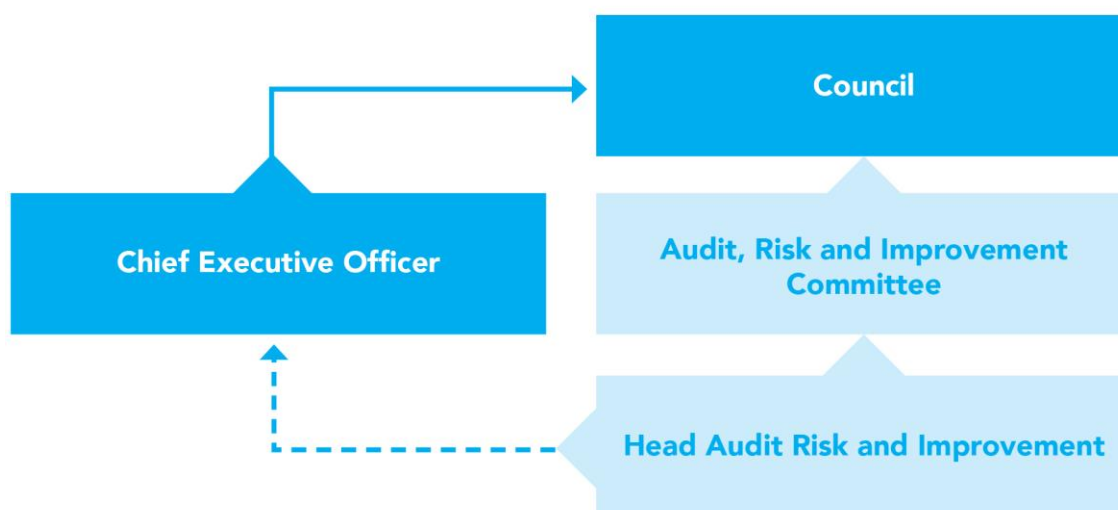 Council
Chief Executive Officer
Audit, Risk and Improvement
Committee
Head Audit Risk and Improvement